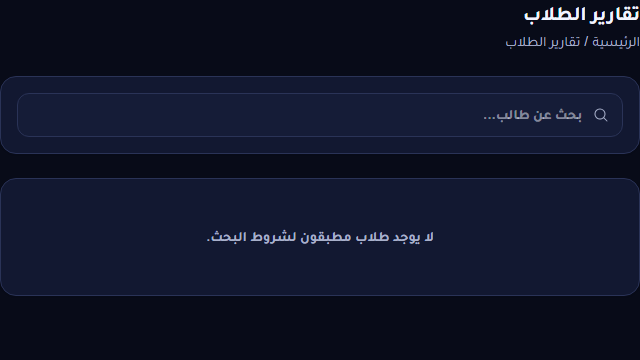 تقارير الطلاب
الرئيسية / تقارير الطلاب
بحث عن طالب...
لا يوجد طلاب مطبقون لشروط البحث.